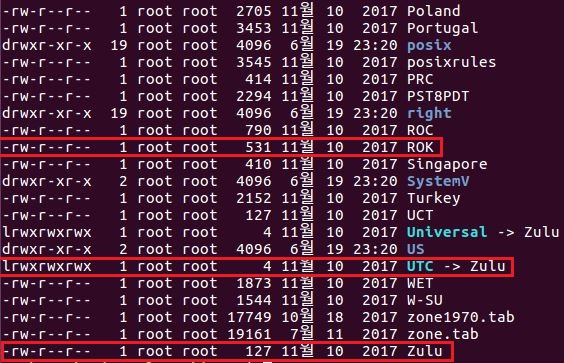 -rw-r--r-- 1 root root 2705 11월 10 2017 Poland
-rw-r--r-- 1 root root 3453 11월 10 2017 Portugal
drwxr-xr-x 19 root root 4096 6월 19 23:20 posix
-rw-r--r-- 1 root root 3545 11월 10 2017 posixrules
-rw-r--r-- 1 root root 414 11월 10 2017 PRC
-rw-r--r-- 1 root root 2294 11월 10 2017 PST8PDT
drwxr-xr-x 19 root root 4096 6월 19 23:20 right
-rw-r--r-- 1 root root 790 11월 10 2017 ROC
-rw-r--r-- 1 root root 531 11월 10 2017 ROK
-rw-r--r-- 1 root root 410 11월 10 2017 Singapore
drwxr-xr-x 2 root root 4096 6월 19 23:20 SystemV
-rw-r--r-- 1 root root 2152 11월 10 2017 Turkey
-rw-r--r-- 1 root root 127 11월 10 2017 UCT
lrwxrwxrwx 1 root root 4 11월 10 2017 Universal -> Zulu
drwxr-xr-x 2 root root 4096 6월 19 23:20 US
lrwxrwxrwx 1 root root 4 11월 10 2017 UTC -> Zulu
-rw-r--r-- 1 root root 1873 11월 10 2017 WET
-rw-r--r-- 1 root root 1544 11월 10 2017 W-SU
-rw-r--r-- 1 root root 17749 10월 18 2017 zone1970.tab
-rw-r--r-- 1 root root 19161 7월 11 2017 zone.tab
-rw-r--r-- 1 root root 127 11월 10 2017 Zulu